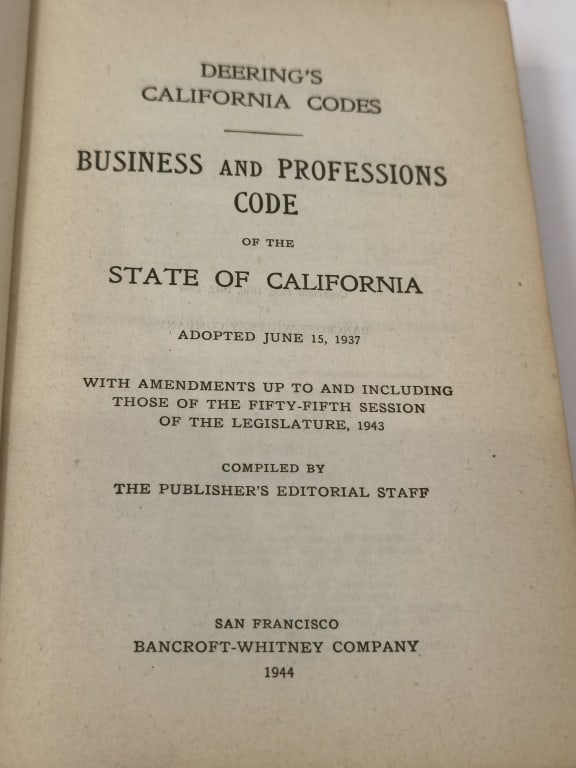 DEERING'S
CALIFORNIA CODES
BUSINESS AND PROFESSIONS
CODE
OF THE
STATE OF CALIFORNIA
ADOPTED JUNE 15, 1937
WITH AMENDMENTS UP TO AND INCLUDING
THOSE OF THE FIFTY-FIFTH SESSION
OF THE LEGISLATURE, 1943
COMPILED BY
THE PUBLISHER'S EDITORIAL STAFF
SAN FRANCISCO
BANCROFT-WHITNEY COMPANY
1944